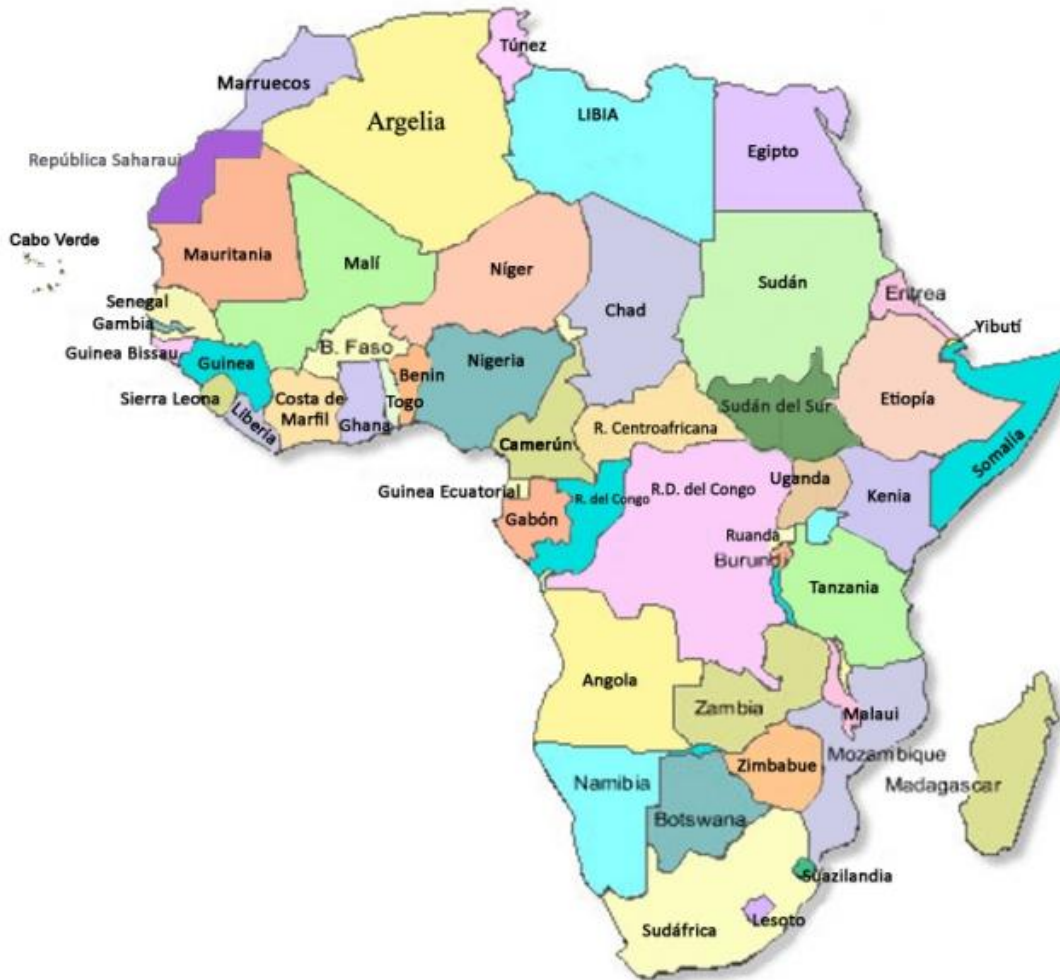 Túnez
Marruecos
Argelia
LIBIA
Egipto
República Saharaui
Cabo Verde
Mauritania
Malí
Níger
Chad
Sudán
Eritrea
Senegal
Gambia
Yibutí
Guinea Bissau
Guinea
B. Faso
Nigeria
Benin
Sierra Leona
Liberia
Costa de
Marfil
Ghana
Togo
Camerún
R. Centroafricana
Sudán del Sur
Etiopía
Somalia
Guinea Ecuatorial
Gabón
R. del Congo
R.D. del Congo
Uganda
Kenia
Ruanda
Burundi
Tanzania
Angola
Zambia
Malaui
Mozambique
Zimbabue
Namibia
Botswana
Madagascar
Suazilandia
Lesoto
Sudáfrica